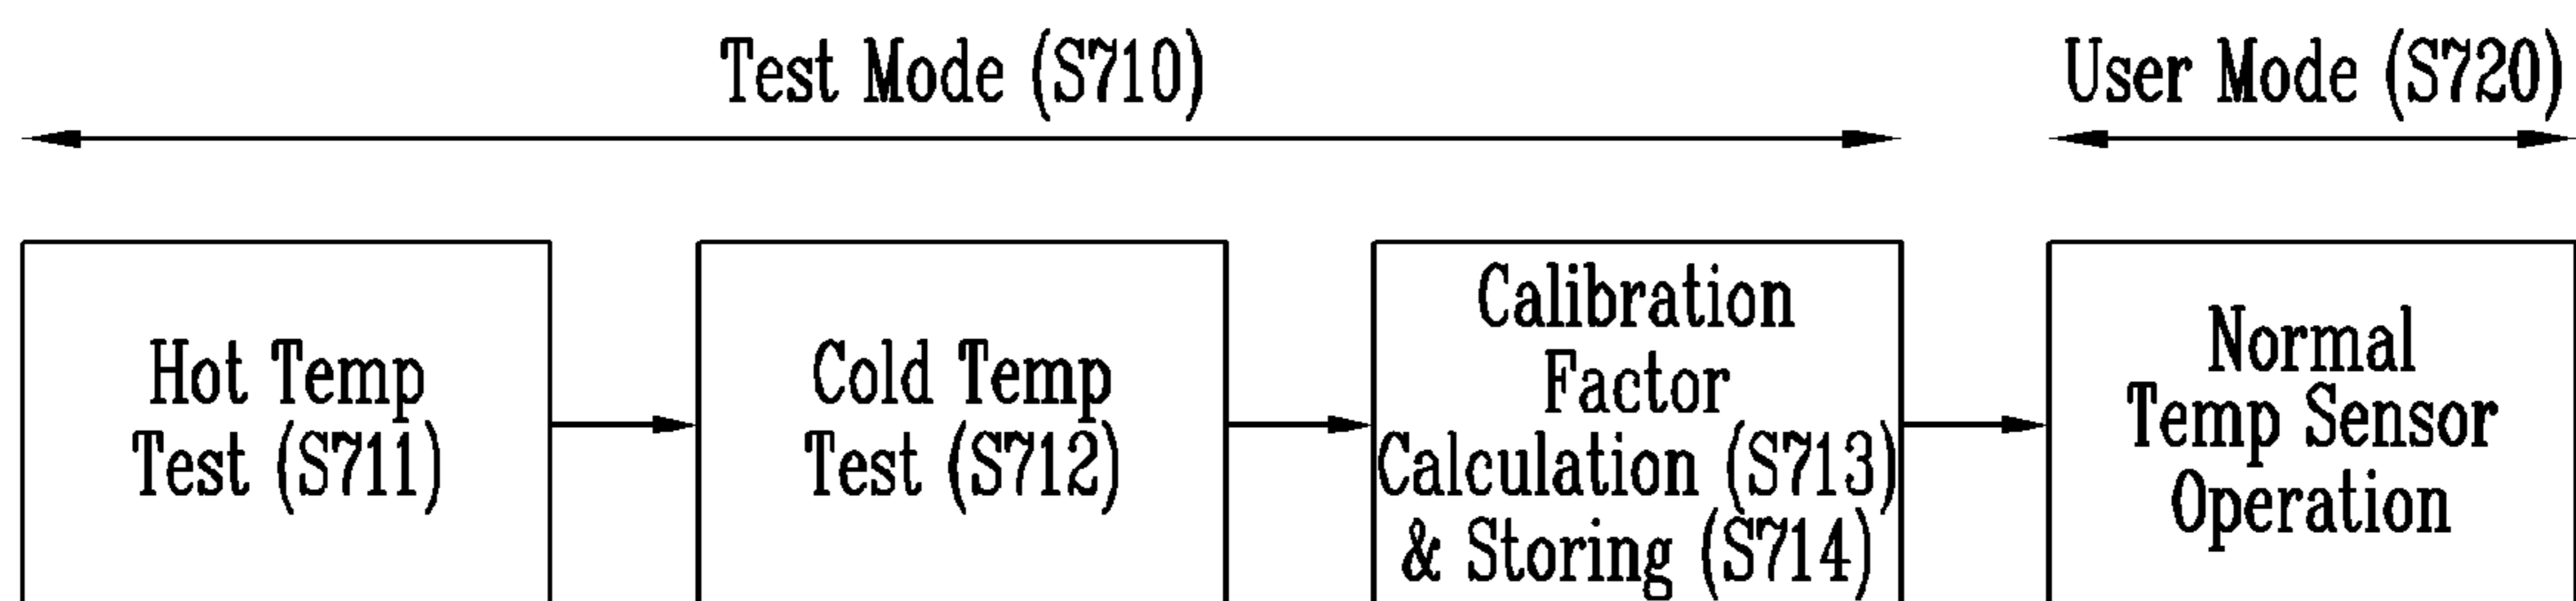 Test Mode (S710)
User Mode (S720)
Hot Temp
Test (S711)
Cold Temp
Test (S712)
Calibration
Factor
Calculation (S713)
& Storing (S714)
Normal
Temp Sensor
Operation